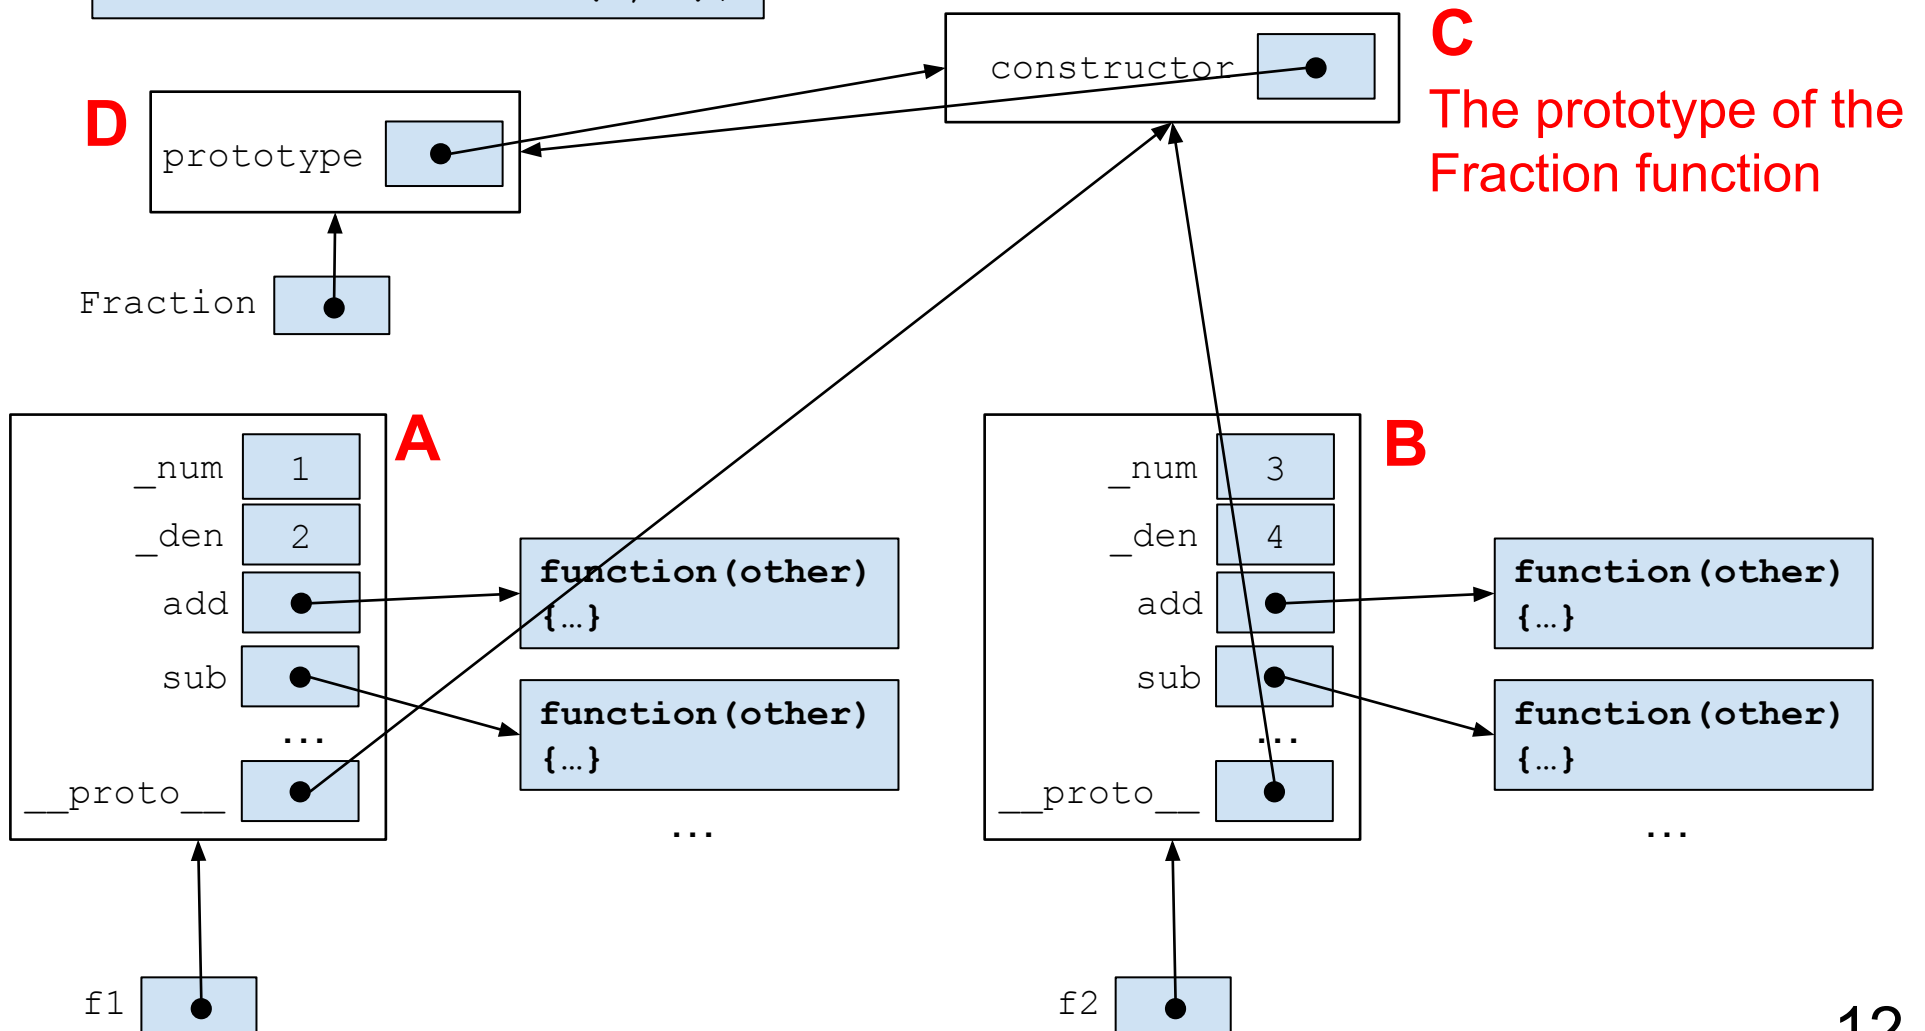 constructor
C
The prototype of the
Fraction function
D
prototype
Fraction
A
_num 1
_den 2
add
sub
...
__proto__
function(other)
{…}
function(other)
{…}
...
B
_num 3
_den 4
add
sub
...
__proto__
function(other)
{…}
function(other)
{…}
...
f1
f2
12